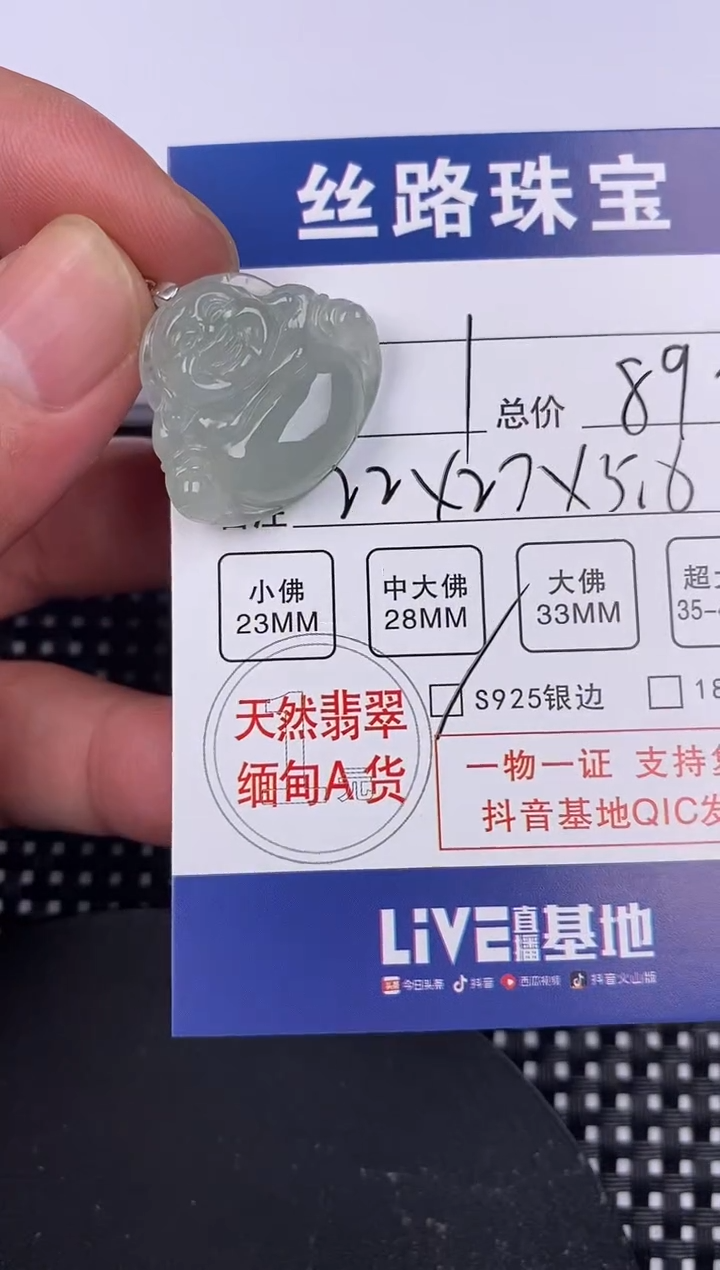 丝路珠宝
总价 89
22X27X5.6
小佛 中大佛 大佛 超
23MM 28MM 33MM 35-
S925银边 18
天然翡翠
缅甸A货
一物一证 支持
抖音基地QIC发
LiVE直播基地
今日头条 抖音 西瓜视频 抖音火山版